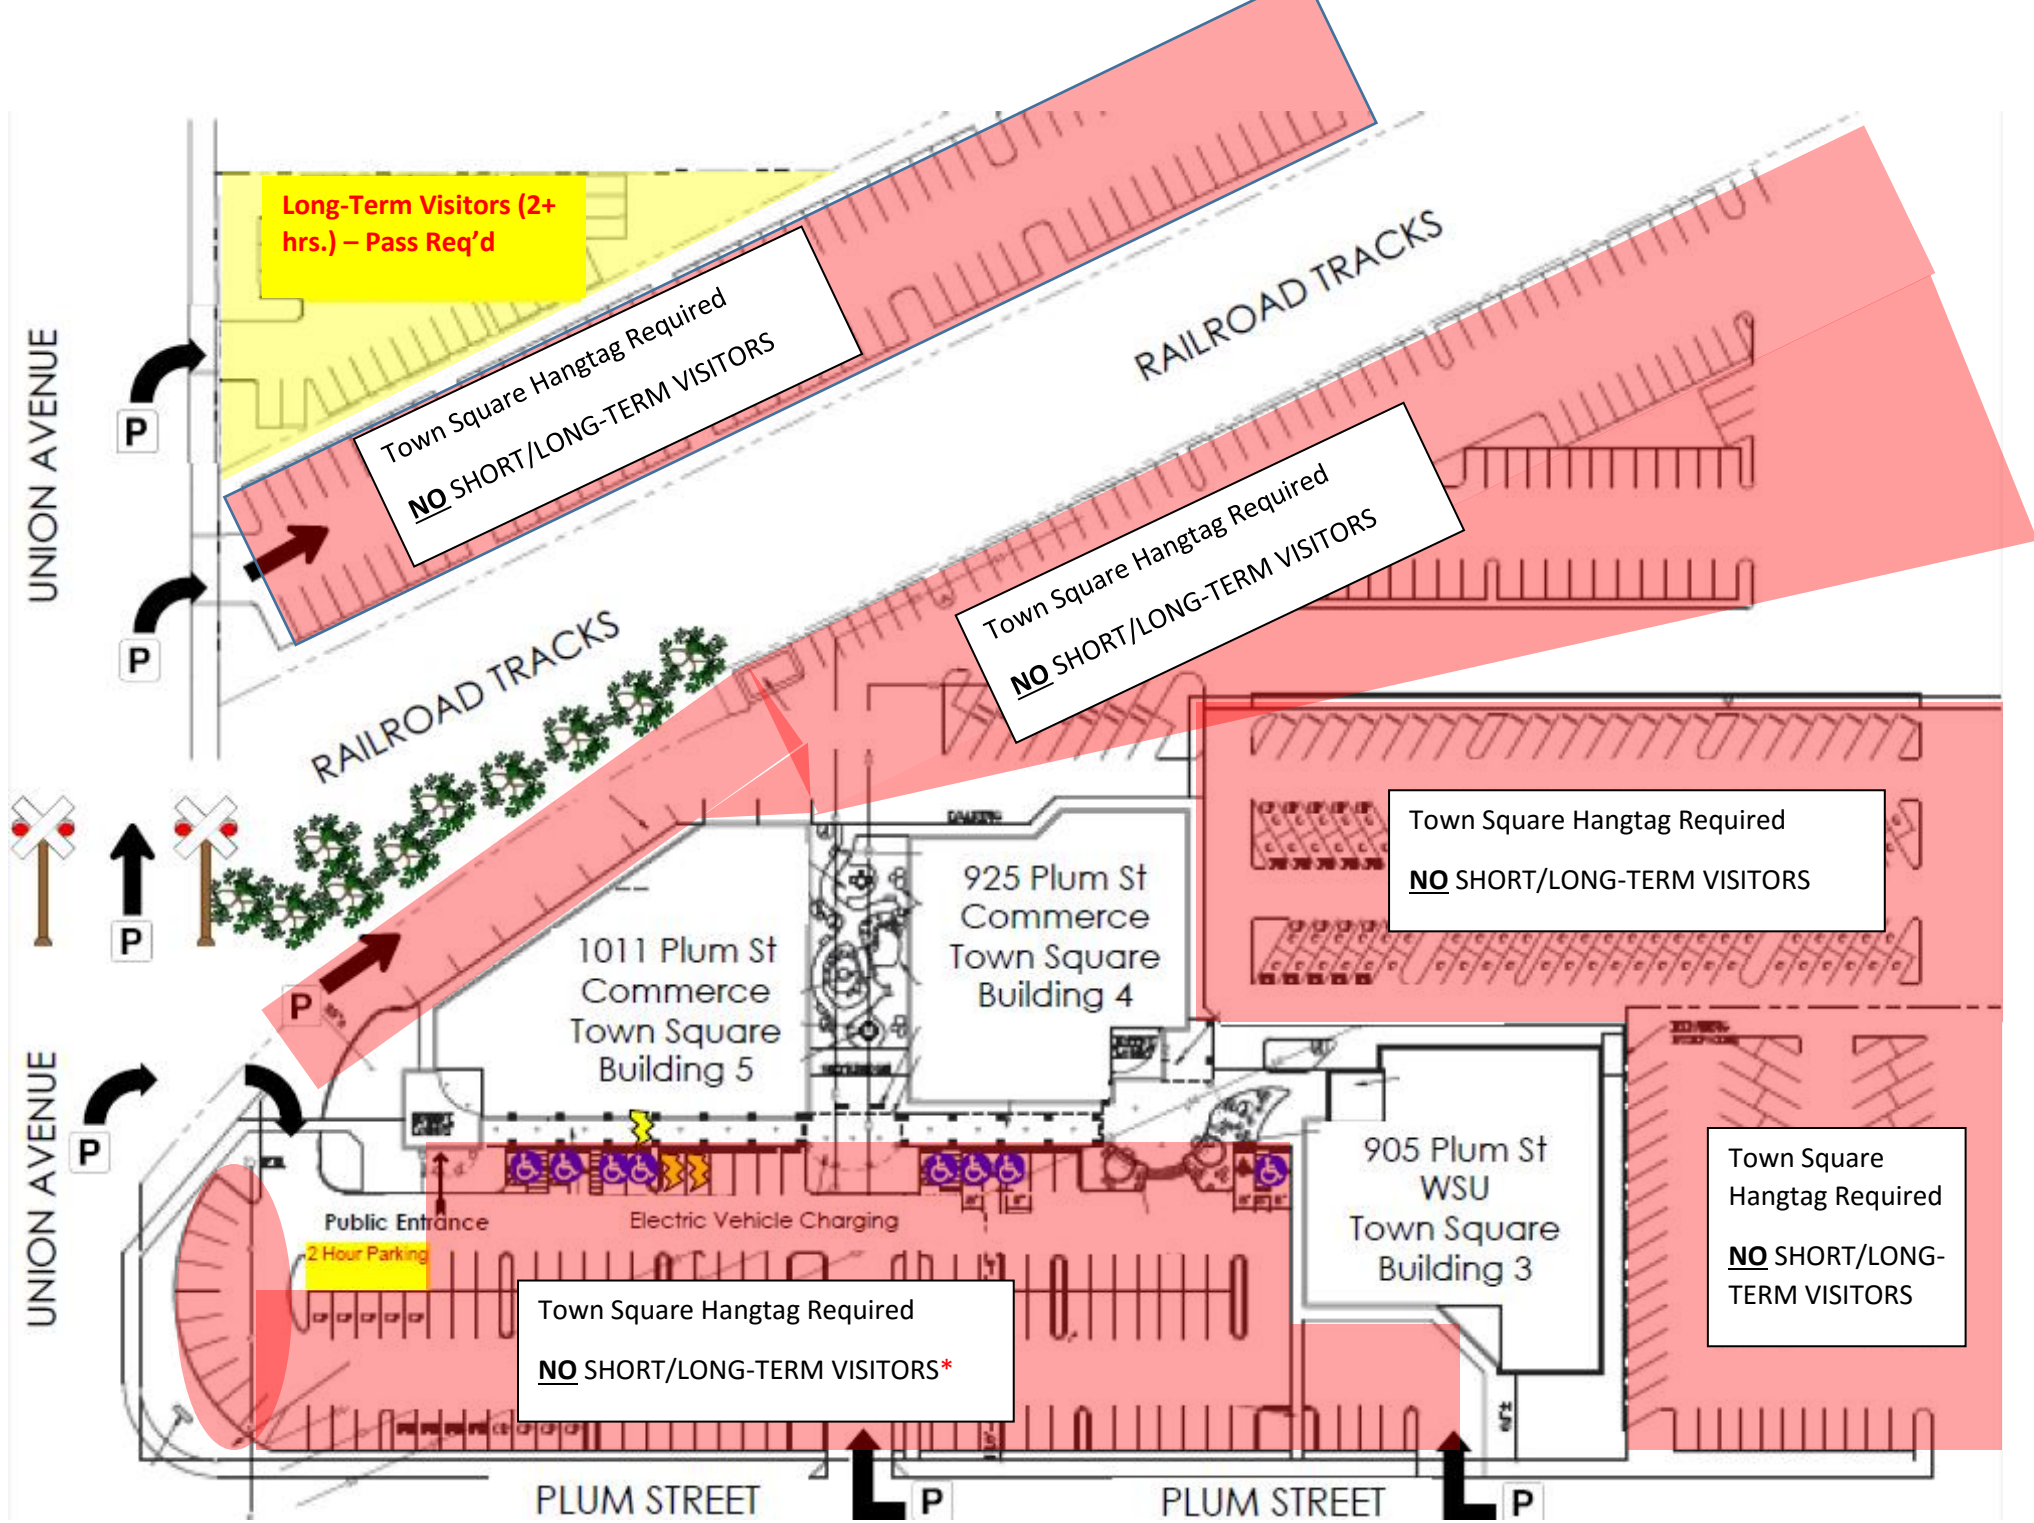 Long-Term Visitors (2+
hrs.) – Pass Req'd
UNION AVENUE
P
P
Town Square Hangtag Required
NO SHORT/LONG-TERM VISITORS
RAILROAD TRACKS
Town Square Hangtag Required
NO SHORT/LONG-TERM VISITORS
RAILROAD TRACKS
P
P
Town Square Hangtag Required
NO SHORT/LONG-TERM VISITORS
925 Plum St
Commerce
Town Square
Building 4
1011 Plum St
Commerce
Town Square
Building 5
UNION AVENUE
P
905 Plum St
WSU
Town Square
Building 3
Town Square
Hangtag Required
NO SHORT/LONG-
TERM VISITORS
Public Entrance
Electric Vehicle Charging
2 Hour Parking
Town Square Hangtag Required
NO SHORT/LONG-TERM VISITORS*
PLUM STREET
P
PLUM STREET
P